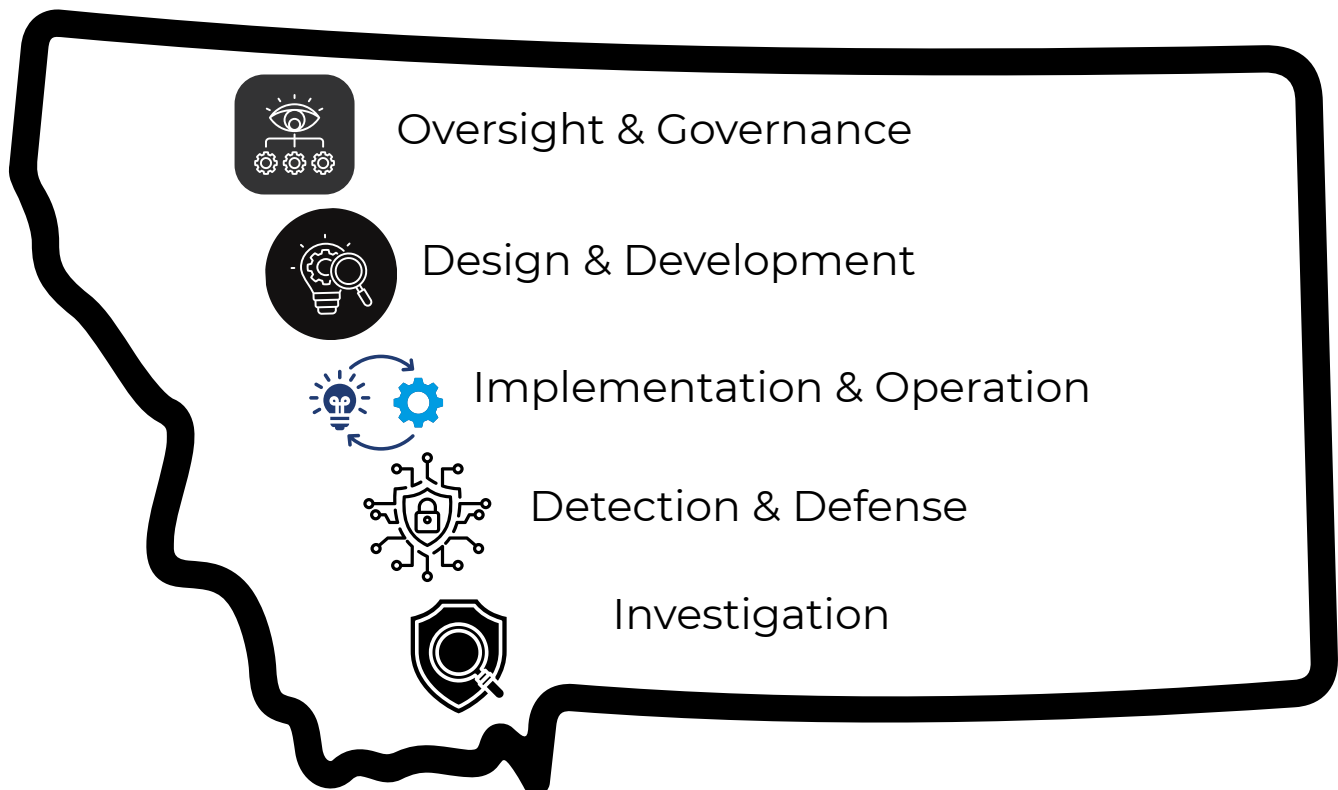 Oversight & Governance
Design & Development
Implementation & Operation
Detection & Defense
Investigation